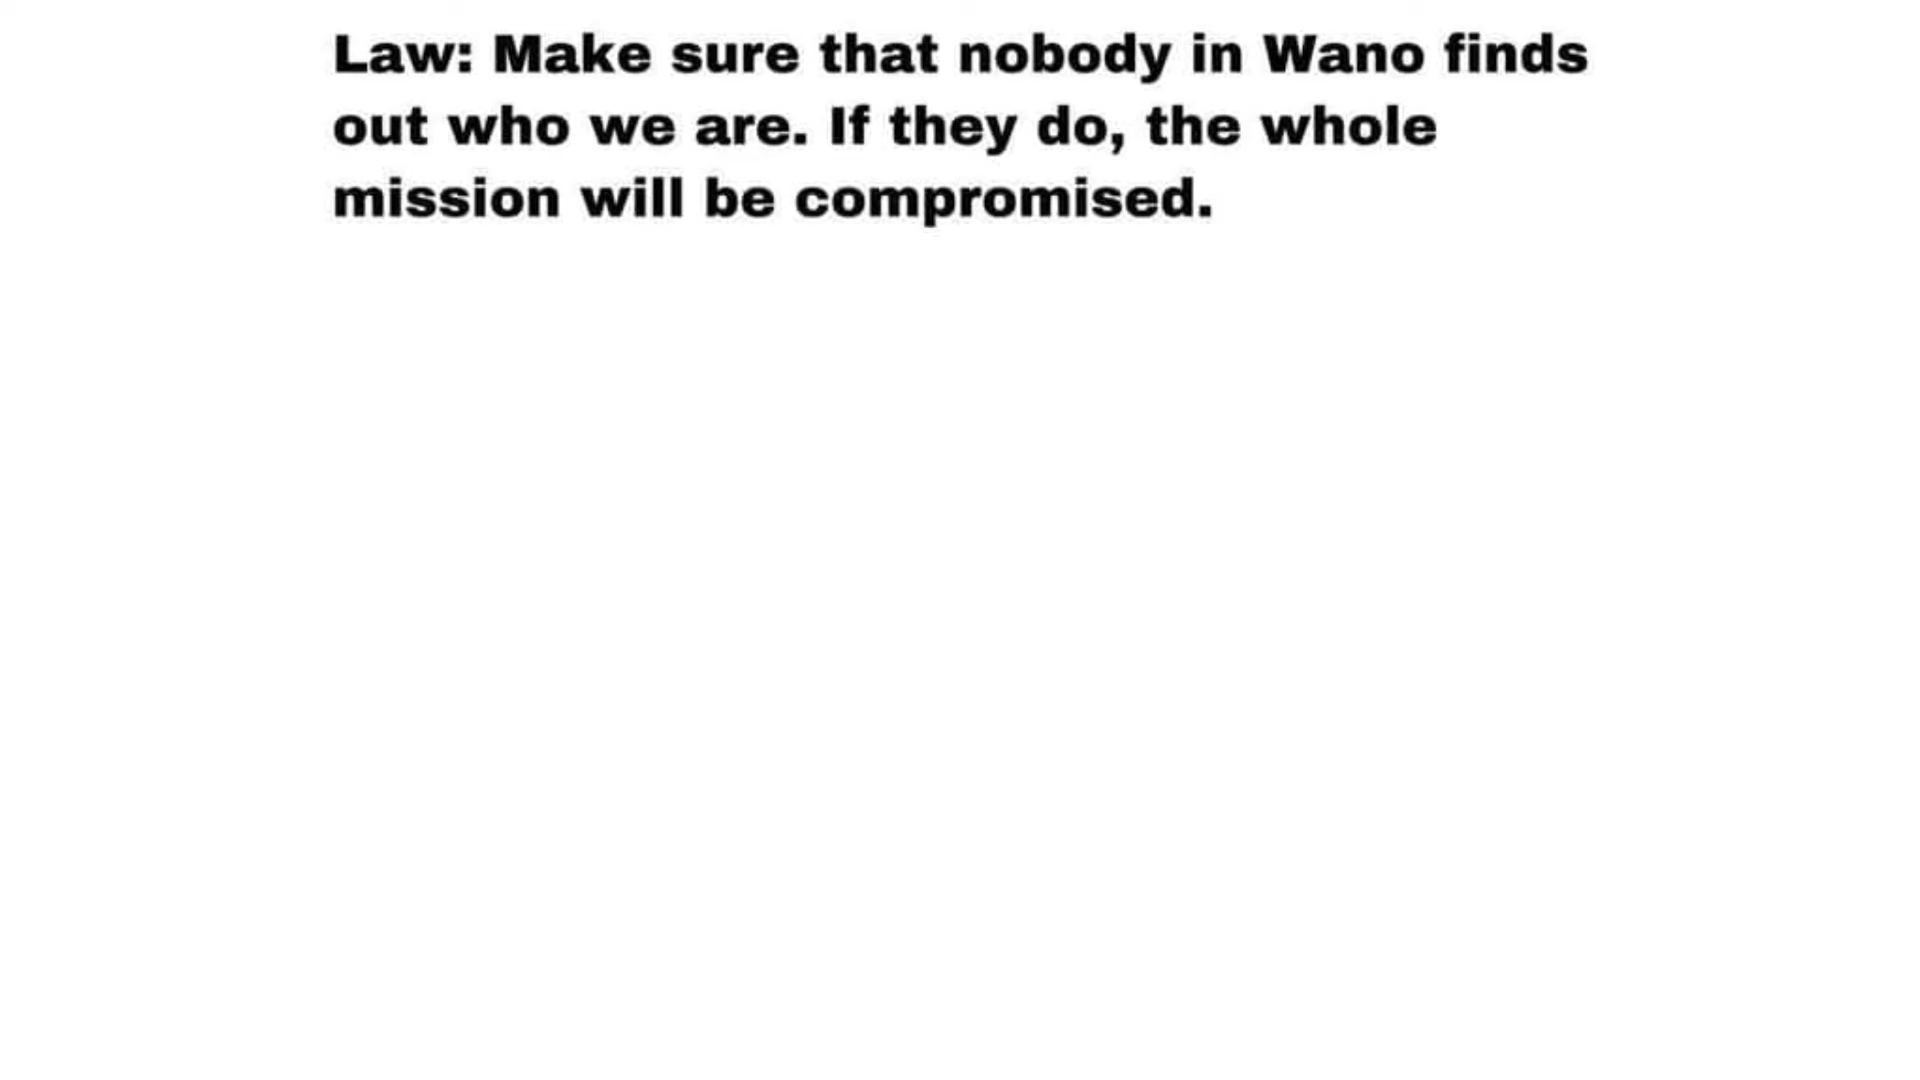 Law: Make sure that nobody in Wano finds
out who we are. If they do, the whole
mission will be compromised.